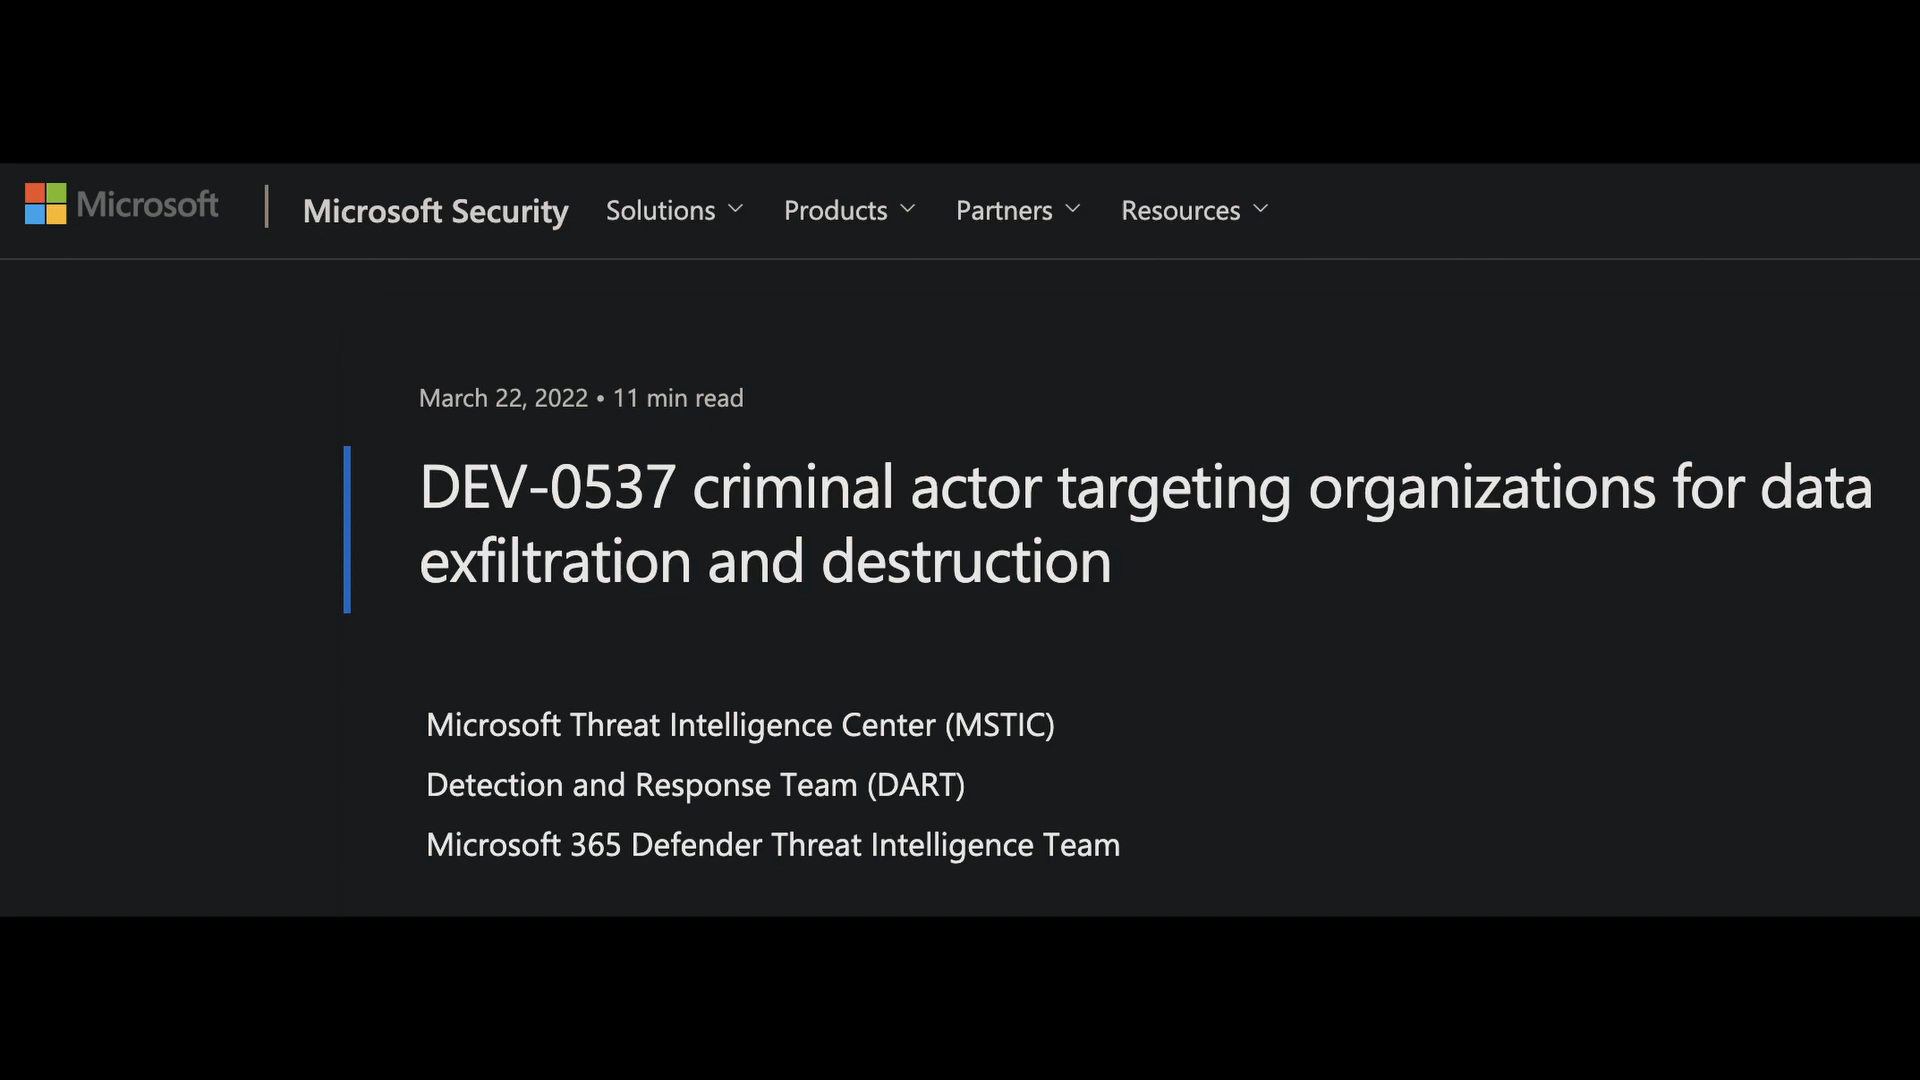 Microsoft | Microsoft Security Solutions Products Partners Resources
March 22, 2022 • 11 min read
DEV-0537 criminal actor targeting organizations for data
exfiltration and destruction
Microsoft Threat Intelligence Center (MSTIC)
Detection and Response Team (DART)
Microsoft 365 Defender Threat Intelligence Team